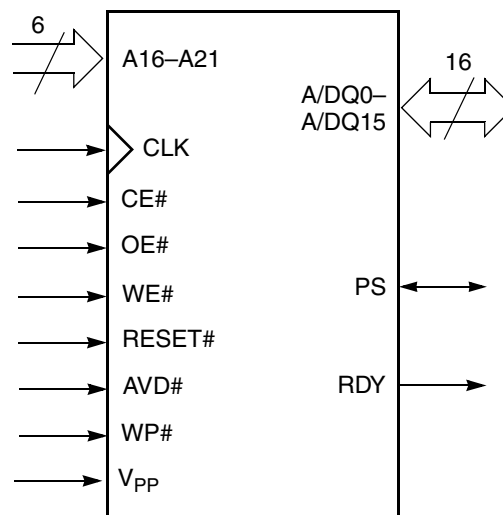 6
A16–A21
16
A/DQ0–
A/DQ15
CLK
CE#
OE#
WE#
PS
RESET#
AVD#
RDY
WP#
VPP